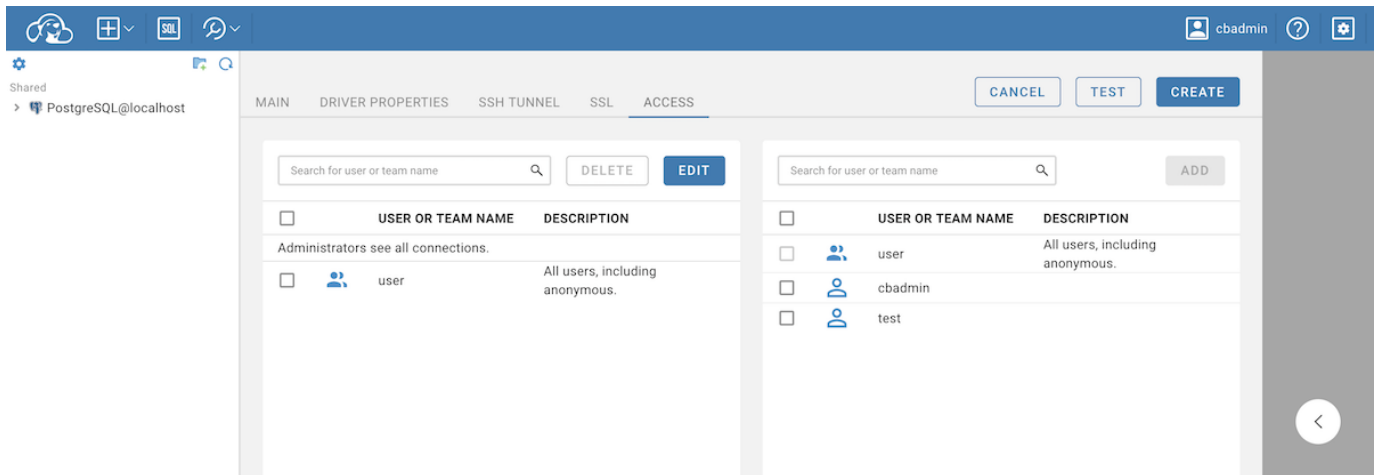 SQL
cbadmin
Shared
PostgreSQL@localhost
MAIN DRIVER PROPERTIES SSH TUNNEL SSL ACCESS
CANCEL TEST CREATE
Search for user or team name
DELETE EDIT
USER OR TEAM NAME DESCRIPTION
Administrators see all connections.
user
All users, including
anonymous.
Search for user or team name
ADD
USER OR TEAM NAME DESCRIPTION
user
All users, including
anonymous.
cbadmin
test